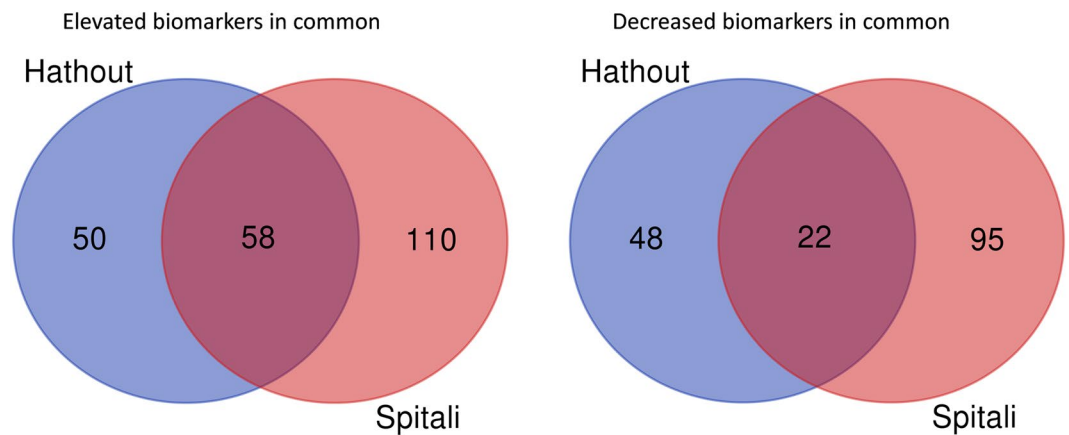 Elevated biomarkers in common
Hathout
50
58
110
Spitali
Decreased biomarkers in common
Hathout
48
22
95
Spitali